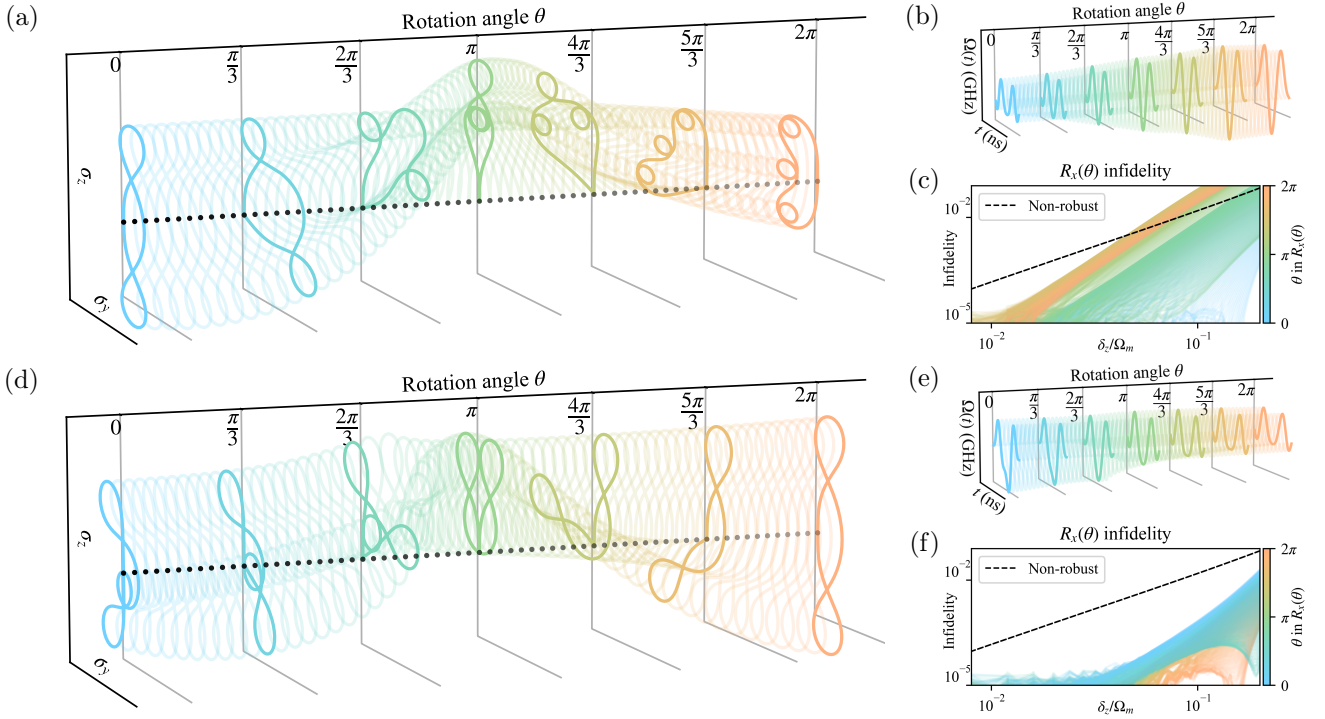 (a)
Rotation angle θ
0
π/3
2π/3
π
4π/3
5π/3
2π
σz
σy
(b)
Rotation angle θ
0
π/3
2π/3
π
4π/3
5π/3
2π
Ω(t) (GHz)
t (ns)
(c)
Rx(θ) infidelity
Non-robust
Infidelity
10⁻²
10⁻⁵
10⁻²
10⁻¹
δz/Ωm
2π
π
0
θ in Rx(θ)
(d)
Rotation angle θ
0
π/3
2π/3
π
4π/3
5π/3
2π
σz
σy
(e)
Rotation angle θ
0
π/3
2π/3
π
4π/3
5π/3
2π
Ω(t) (GHz)
t (ns)
(f)
Rx(θ) infidelity
Non-robust
Infidelity
10⁻²
10⁻⁵
10⁻²
10⁻¹
δz/Ωm
2π
π
0
θ in Rx(θ)